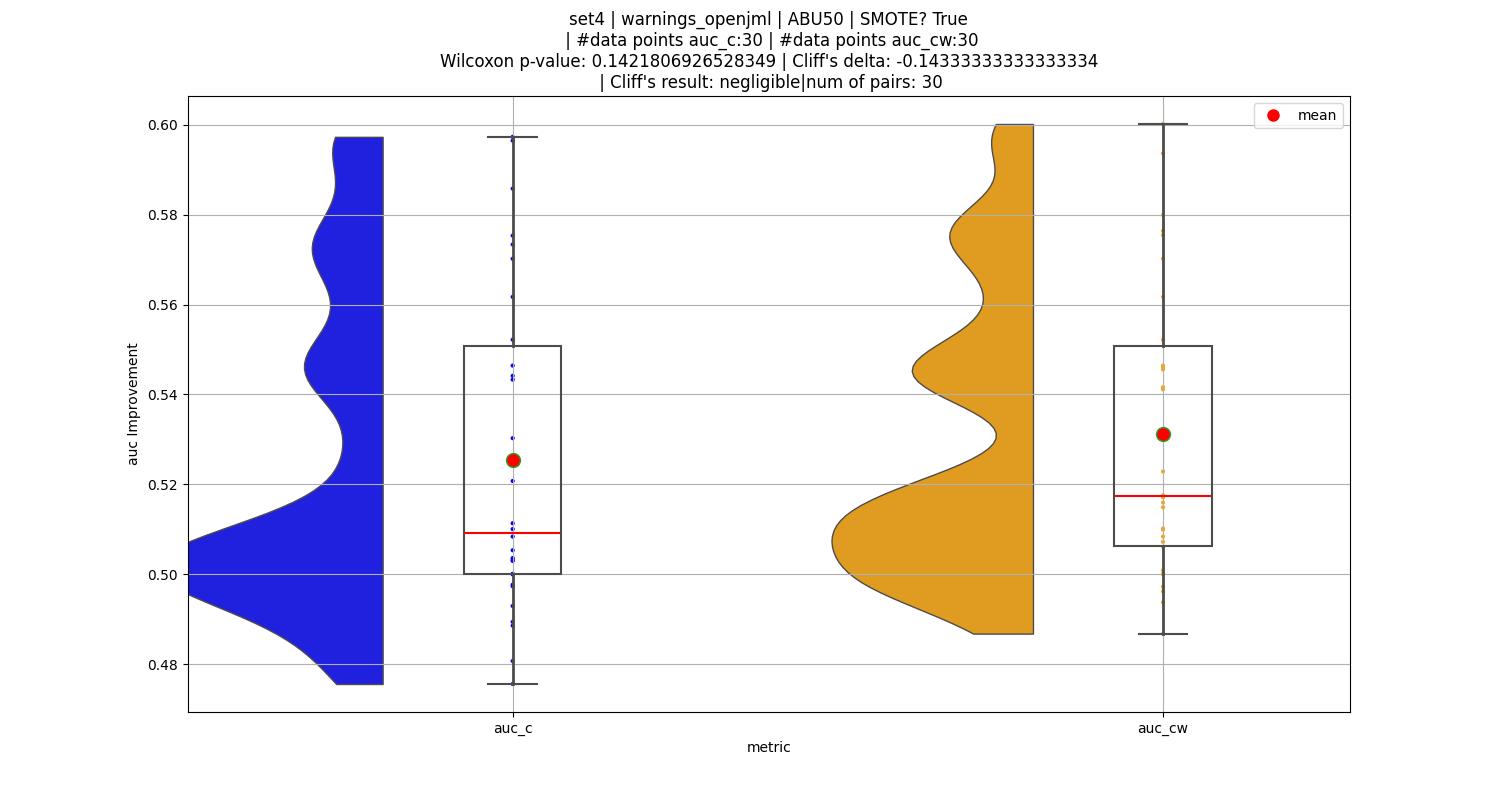 set4 | warnings_openjml | ABU50 | SMOTE? True
| #data points auc_c:30 | #data points auc_cw:30
Wilcoxon p-value: 0.1421806926528349 | Cliff's delta: -0.14333333333333334
| Cliff's result: negligible|num of pairs: 30
mean
0.60
0.58
0.56
0.54
0.52
0.50
0.48
auc Improvement
auc_c
auc_cw
metric